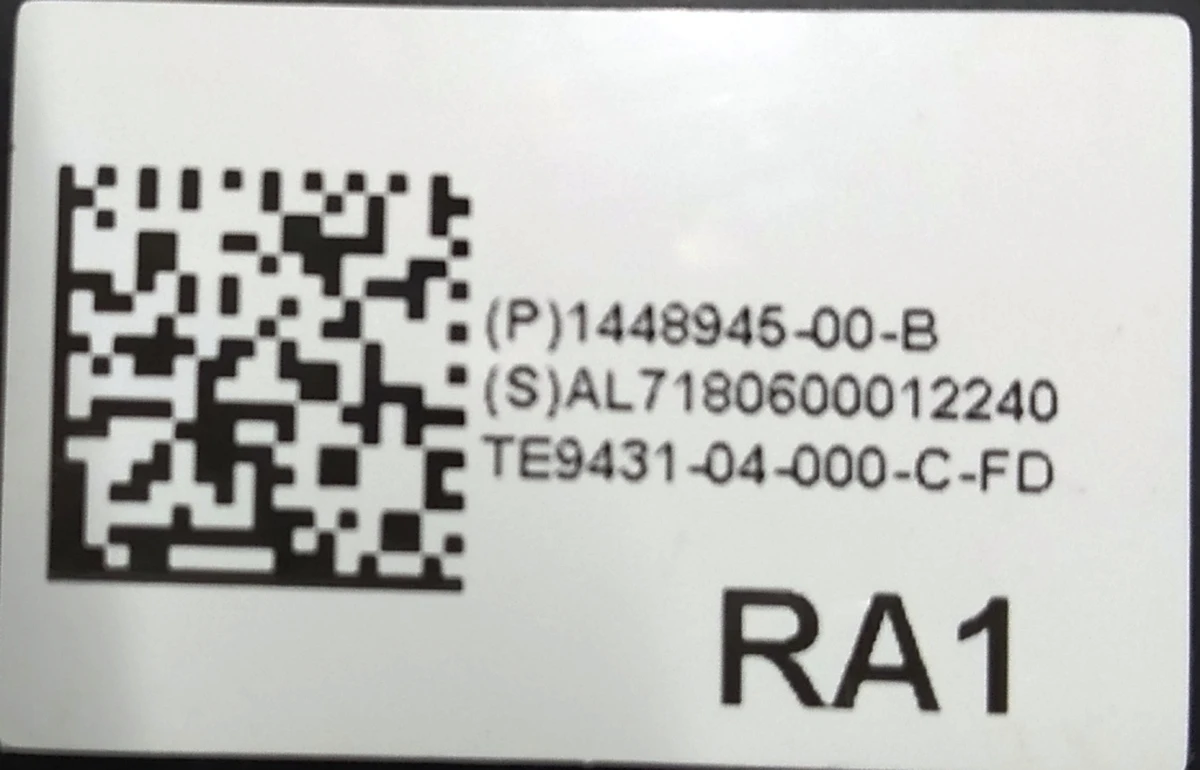 (P)1448945-00-B
(S)AL7180600012240
TE9431-04-000-C-FD
RA1